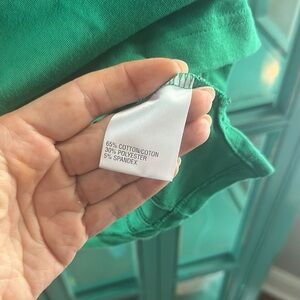 65% COTTON/COTON
30% POLYESTER
5% SPANDEX